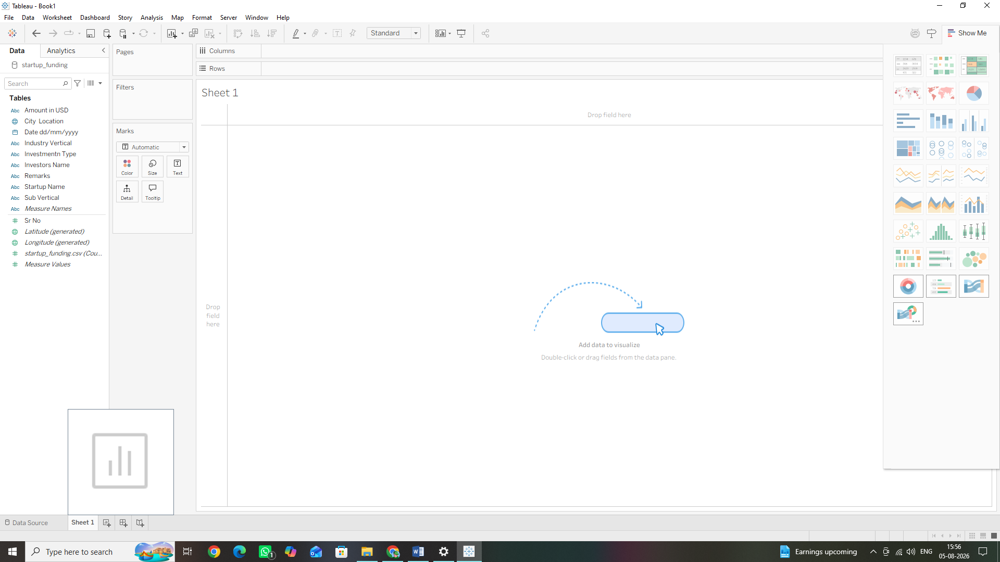 Tableau - Book1
File Data Worksheet Dashboard Story Analysis Map Format Server Window Help
Standard
Show Me
Data Analytics
startup_funding
Search
Tables
Abc Amount in USD
City Location
Date dd/mm/yyyy
Abc Industry Vertical
Abc Investmentn Type
Abc Investors Name
Abc Remarks
Abc Startup Name
Abc Sub Vertical
Abc Measure Names
Sr No
Latitude (generated)
Longitude (generated)
startup_funding.csv (Cou...
Measure Values
Pages
Filters
Marks
Automatic
Color Size Text
Detail Tooltip
Columns
Rows
Sheet 1
Drop field here
Drop
field
here
Add data to visualize
Double-click or drag fields from the data pane.
Data Source Sheet 1
Type here to search
1
Earnings upcoming
ENG
15:56
05-08-2026